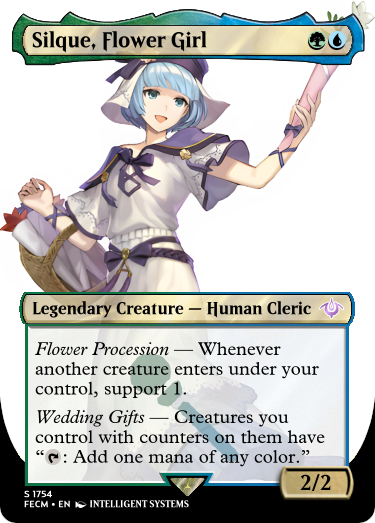 Silque, Flower Girl
Legendary Creature — Human Cleric
Flower Procession — Whenever
another creature enters under your
control, support 1.
Wedding Gifts — Creatures you
control with counters on them have
“: Add one mana of any color.”
2/2
S 1754
FECM • EN INTELLIGENT SYSTEMS